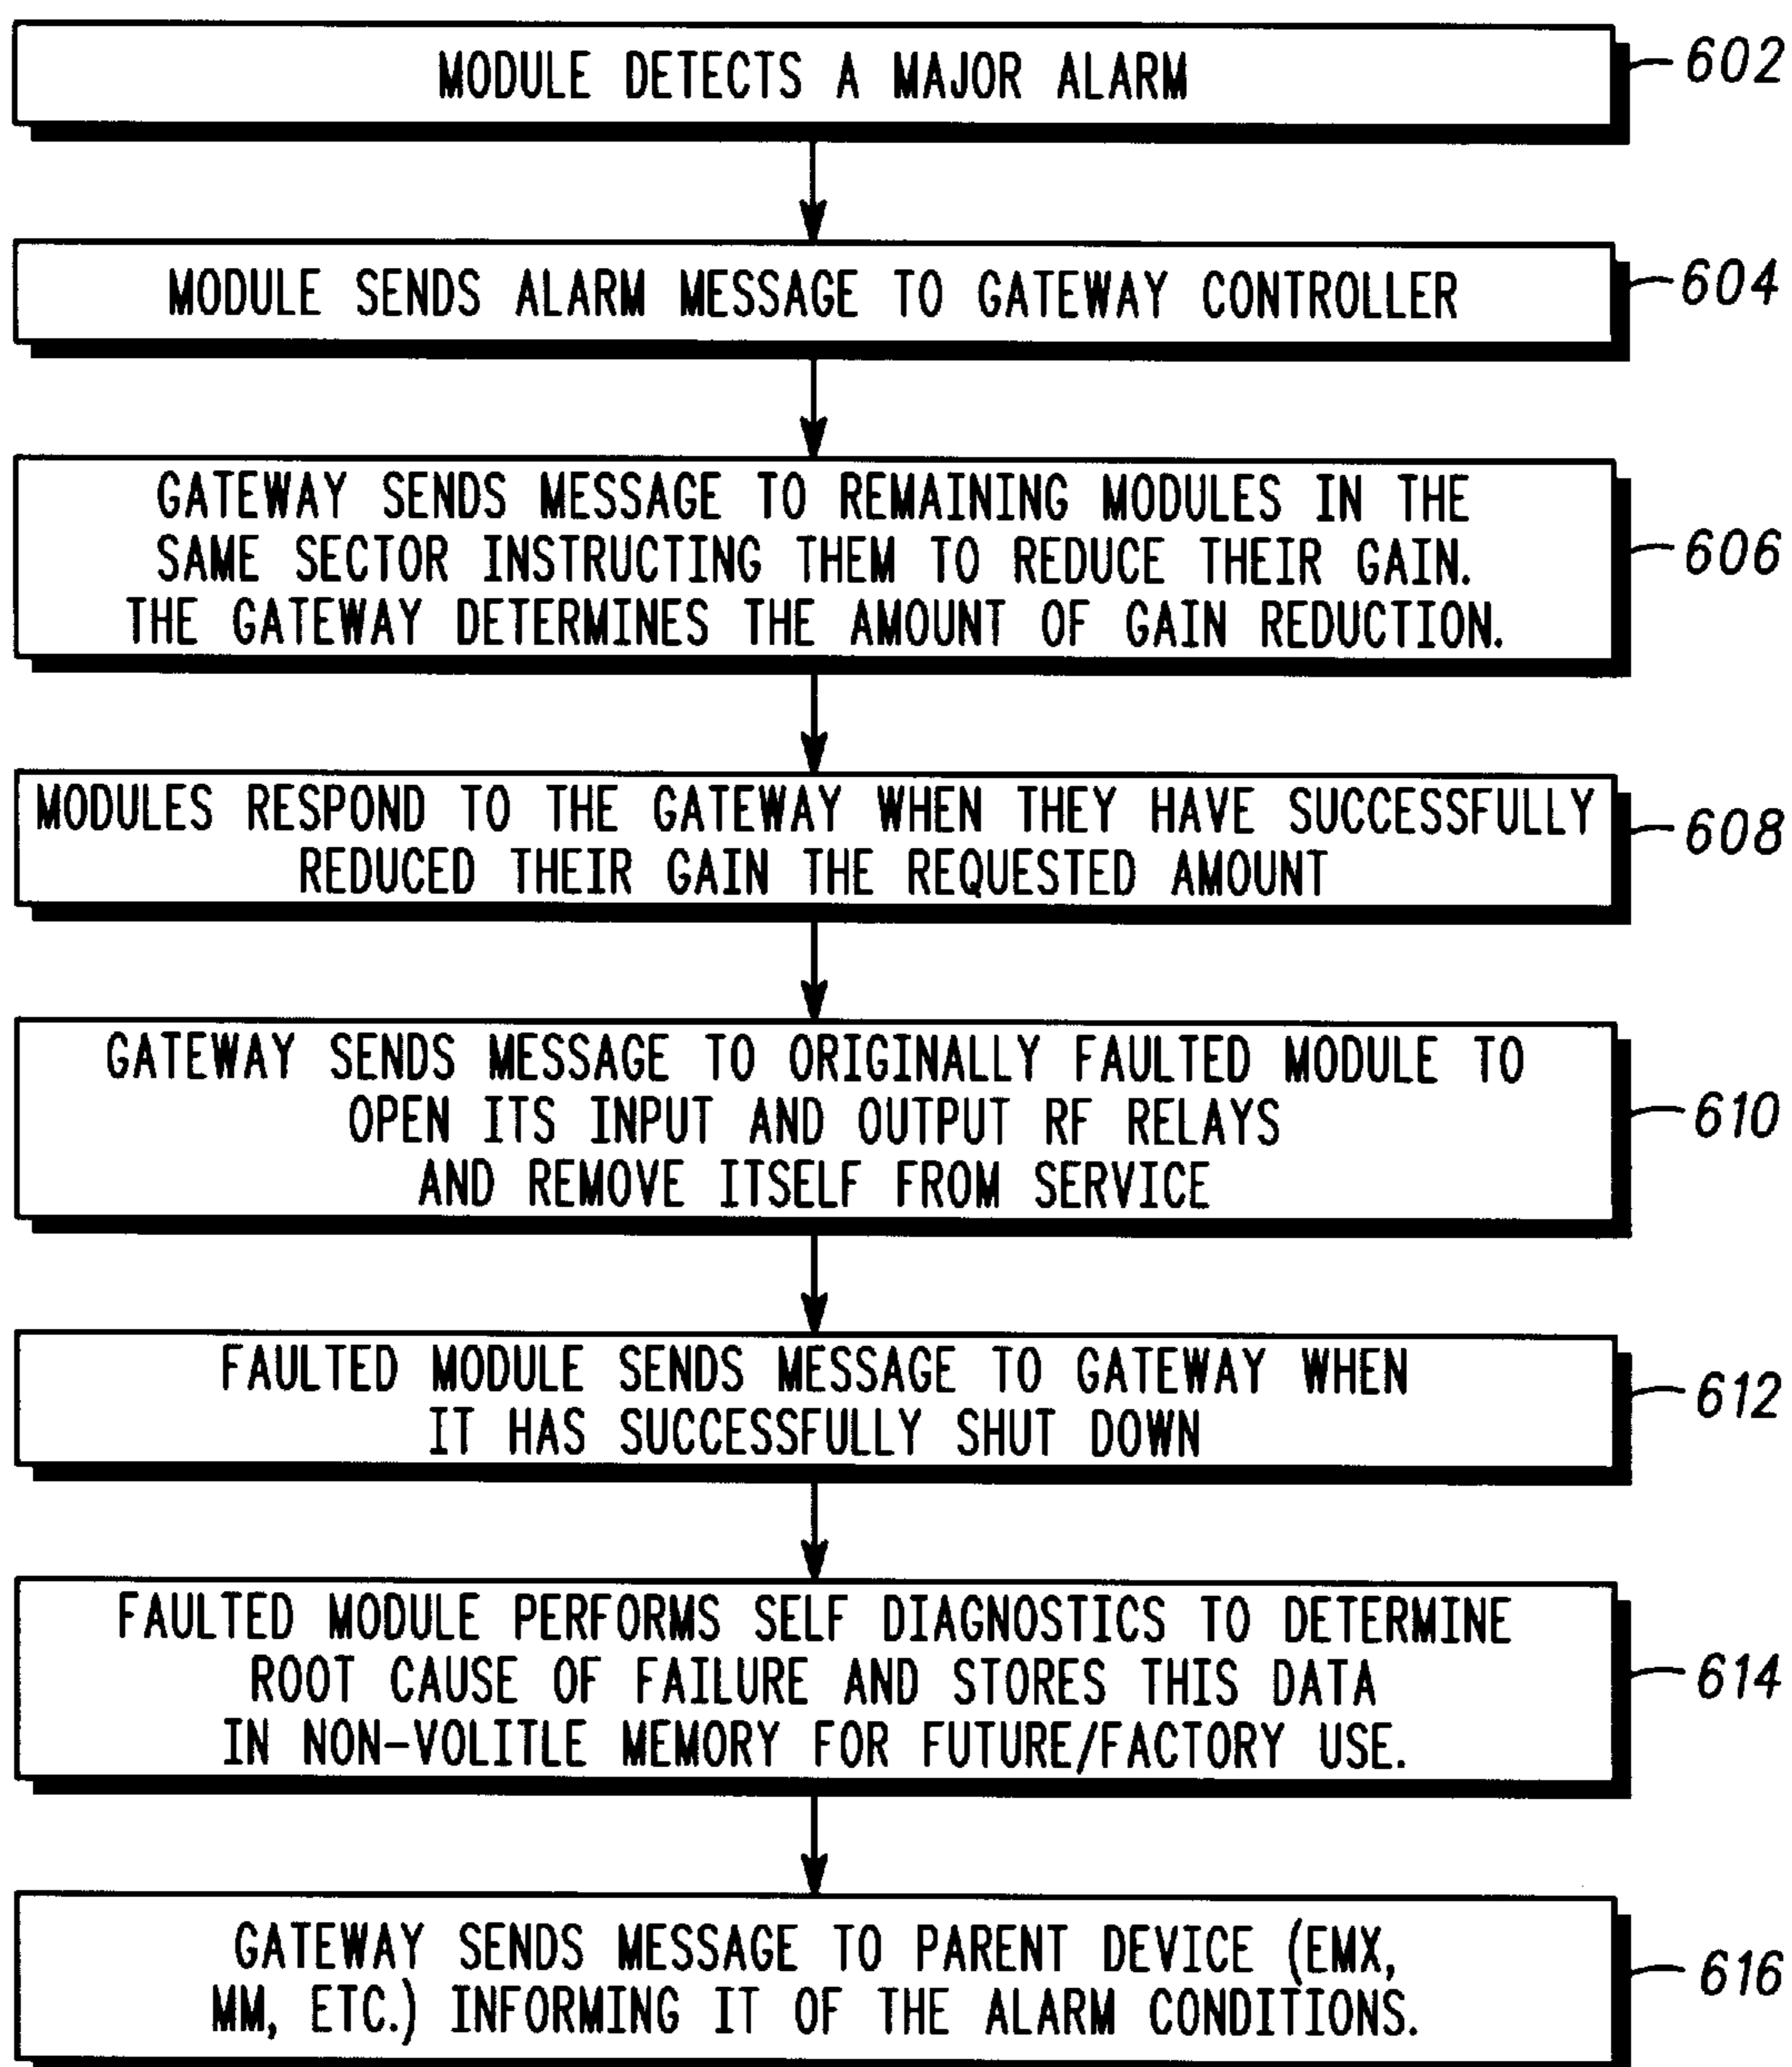 MODULE DETECTS A MAJOR ALARM
602
MODULE SENDS ALARM MESSAGE TO GATEWAY CONTROLLER
604
GATEWAY SENDS MESSAGE TO REMAINING MODULES IN THE
SAME SECTOR INSTRUCTING THEM TO REDUCE THEIR GAIN.
THE GATEWAY DETERMINES THE AMOUNT OF GAIN REDUCTION.
606
MODULES RESPOND TO THE GATEWAY WHEN THEY HAVE SUCCESSFULLY
REDUCED THEIR GAIN THE REQUESTED AMOUNT
608
GATEWAY SENDS MESSAGE TO ORIGINALLY FAULTED MODULE TO
OPEN ITS INPUT AND OUTPUT RF RELAYS
AND REMOVE ITSELF FROM SERVICE
610
FAULTED MODULE SENDS MESSAGE TO GATEWAY WHEN
IT HAS SUCCESSFULLY SHUT DOWN
612
FAULTED MODULE PERFORMS SELF DIAGNOSTICS TO DETERMINE
ROOT CAUSE OF FAILURE AND STORES THIS DATA
IN NON-VOLITLE MEMORY FOR FUTURE/FACTORY USE.
614
GATEWAY SENDS MESSAGE TO PARENT DEVICE (EMX,
MM, ETC.) INFORMING IT OF THE ALARM CONDITIONS.
616